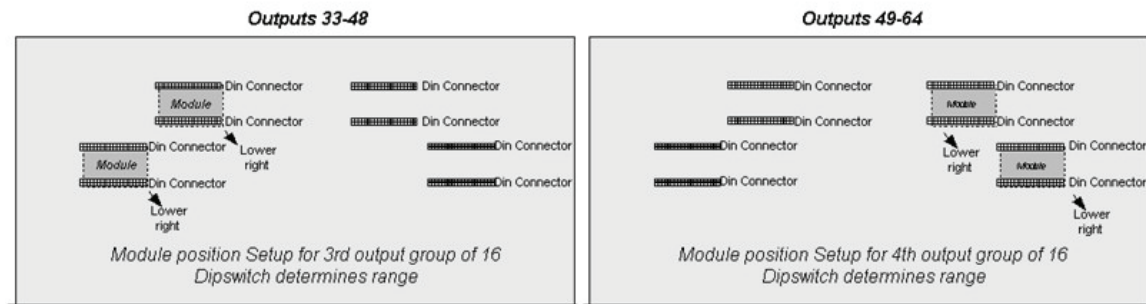 Outputs 33-48
Din Connector
Din Connector
Module
Din Connector
Din Connector
Lower
right
Din Connector
Din Connector
Module
Din Connector
Din Connector
Lower
right
Module position Setup for 3rd output group of 16
Dipswitch determines range
Outputs 49-64
Din Connector
Din Connector
Module
Din Connector
Din Connector
Lower
right
Din Connector
Din Connector
Module
Din Connector
Din Connector
Lower
right
Module position Setup for 4th output group of 16
Dipswitch determines range